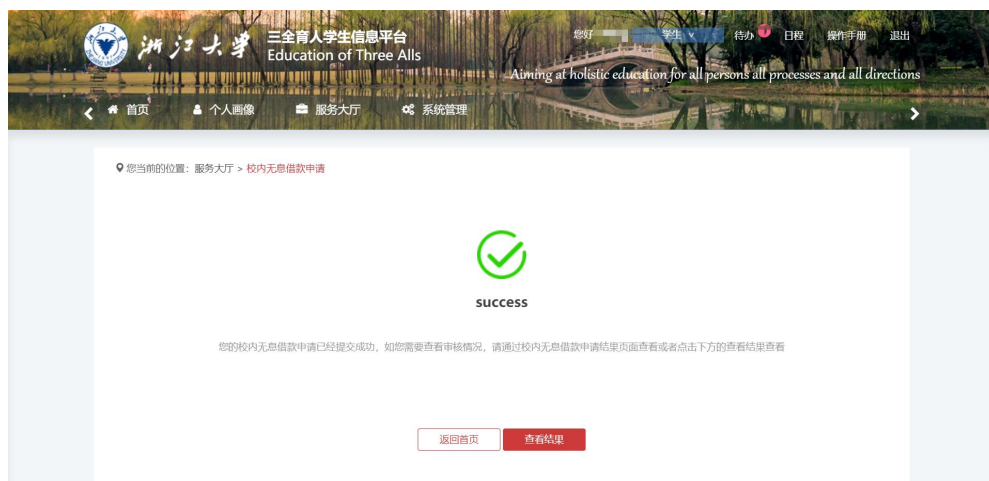 浙江大学
三全育人学生信息平台
Education of Three Alls
您好 学生 待办 日程 操作手册 退出
Aiming at holistic education for all persons all processes and all directions
首页 个人画像 服务大厅 系统管理
您当前的位置：服务大厅 > 校内无息借款申请
success
您的校内无息借款申请已经提交成功，如您需要查看审核情况，请通过校内无息借款申请结果页面查看或者点击下方的查看结果查看
返回首页 查看结果